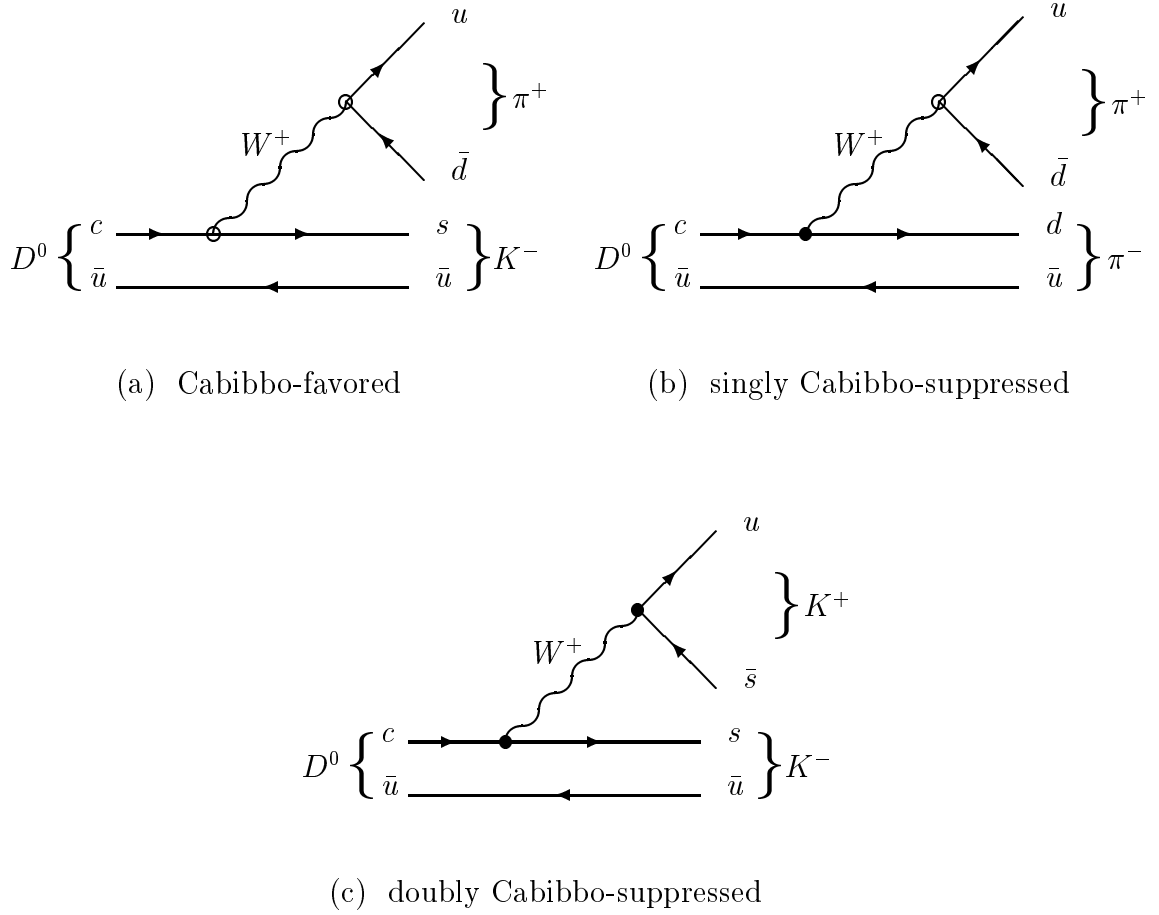 u
π⁺
W⁺
d̄
c
s
D⁰
K⁻
ū
ū
(a) Cabibbo-favored
u
π⁺
W⁺
d̄
c
d
D⁰
π⁻
ū
ū
(b) singly Cabibbo-suppressed
u
K⁺
W⁺
s̄
c
s
D⁰
K⁻
ū
ū
(c) doubly Cabibbo-suppressed